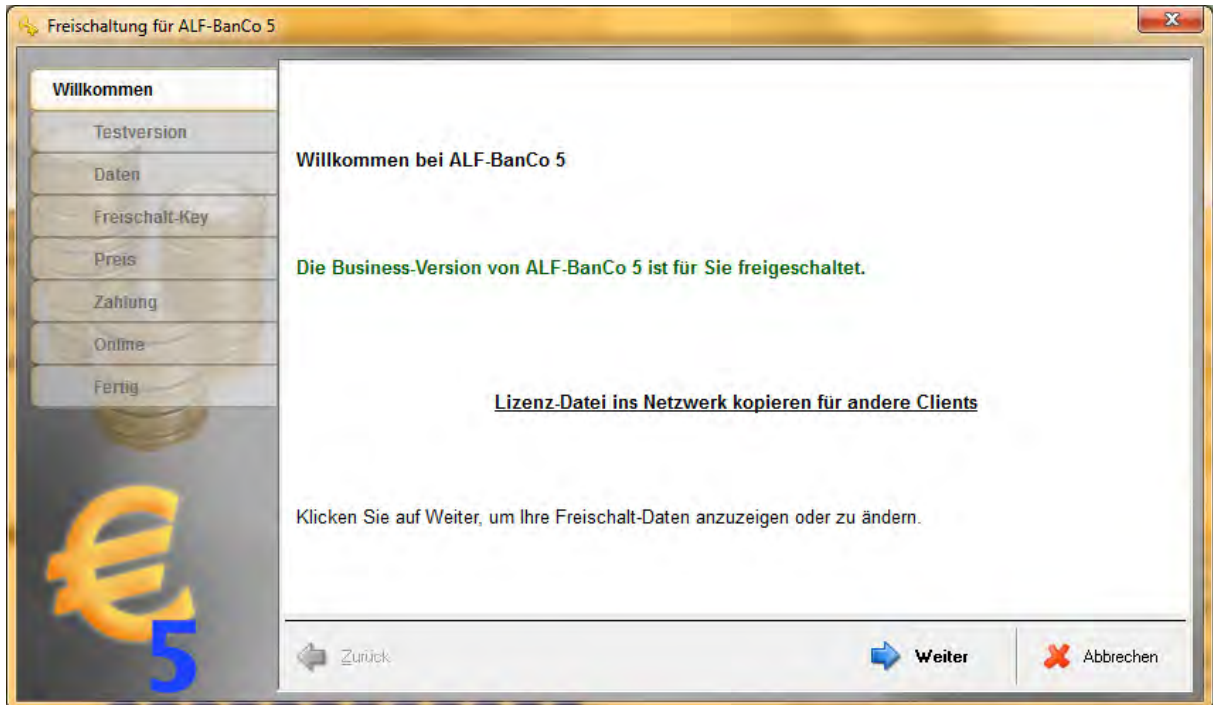 Freischaltung für ALF-BanCo 5
Willkommen
Testversion
Daten
Freischalt-Key
Preis
Zahlung
Online
Fertig
Willkommen bei ALF-BanCo 5
Die Business-Version von ALF-BanCo 5 ist für Sie freigeschaltet.
Lizenz-Datei ins Netzwerk kopieren für andere Clients
Klicken Sie auf Weiter, um Ihre Freischalt-Daten anzuzeigen oder zu ändern.
€
5
Zurück
Weiter
Abbrechen